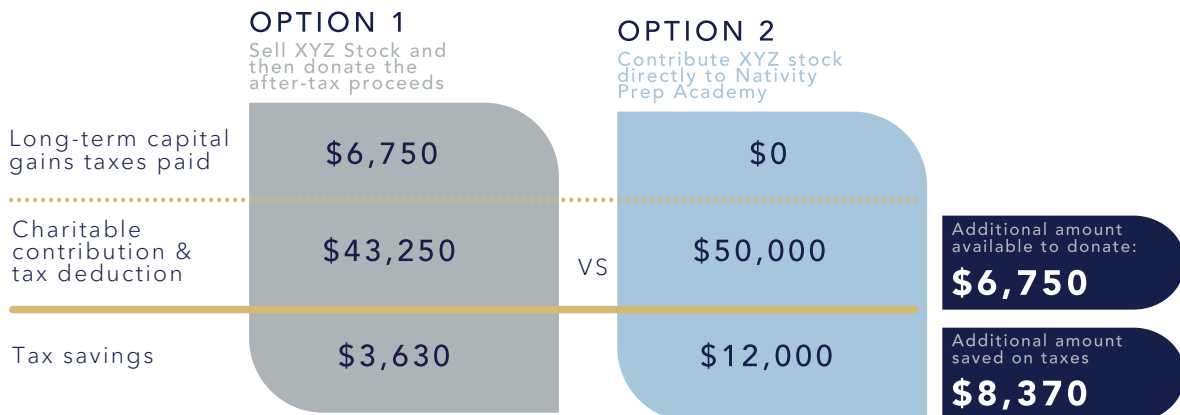 OPTION 1
Sell XYZ Stock and
then donate the
after-tax proceeds
OPTION 2
Contribute XYZ stock
directly to Nativity
Prep Academy
Long-term capital
gains taxes paid
$6,750
$0
Charitable
contribution &
tax deduction
$43,250
VS
$50,000
Additional amount
available to donate:
$6,750
Tax savings
$3,630
$12,000
Additional amount
saved on taxes
$8,370